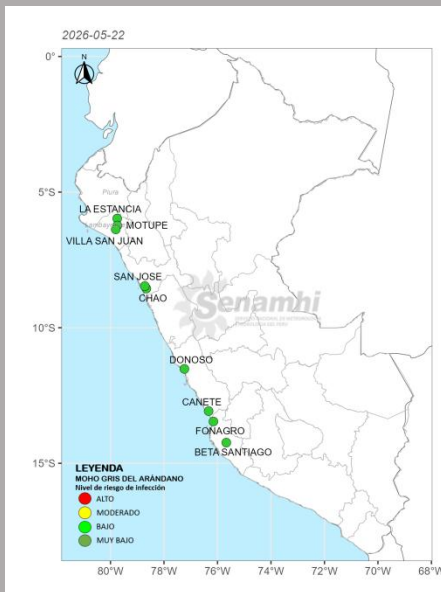 2026-05-22
N
0°
5°S
10°S
15°S
Piura
LA ESTANCIA
MOTUPE
VILLA SAN JUAN
SAN JOSE
CHAO
Senamhi
DONOSO
CANETE
FONAGRO
BETA SANTIAGO
LEYENDA
MOHO GRIS DEL ARÁNDANO
Nivel de riesgo de infección
ALTO
MODERADO
BAJO
MUY BAJO
80°W 78°W 76°W 74°W 72°W 70°W 68°W